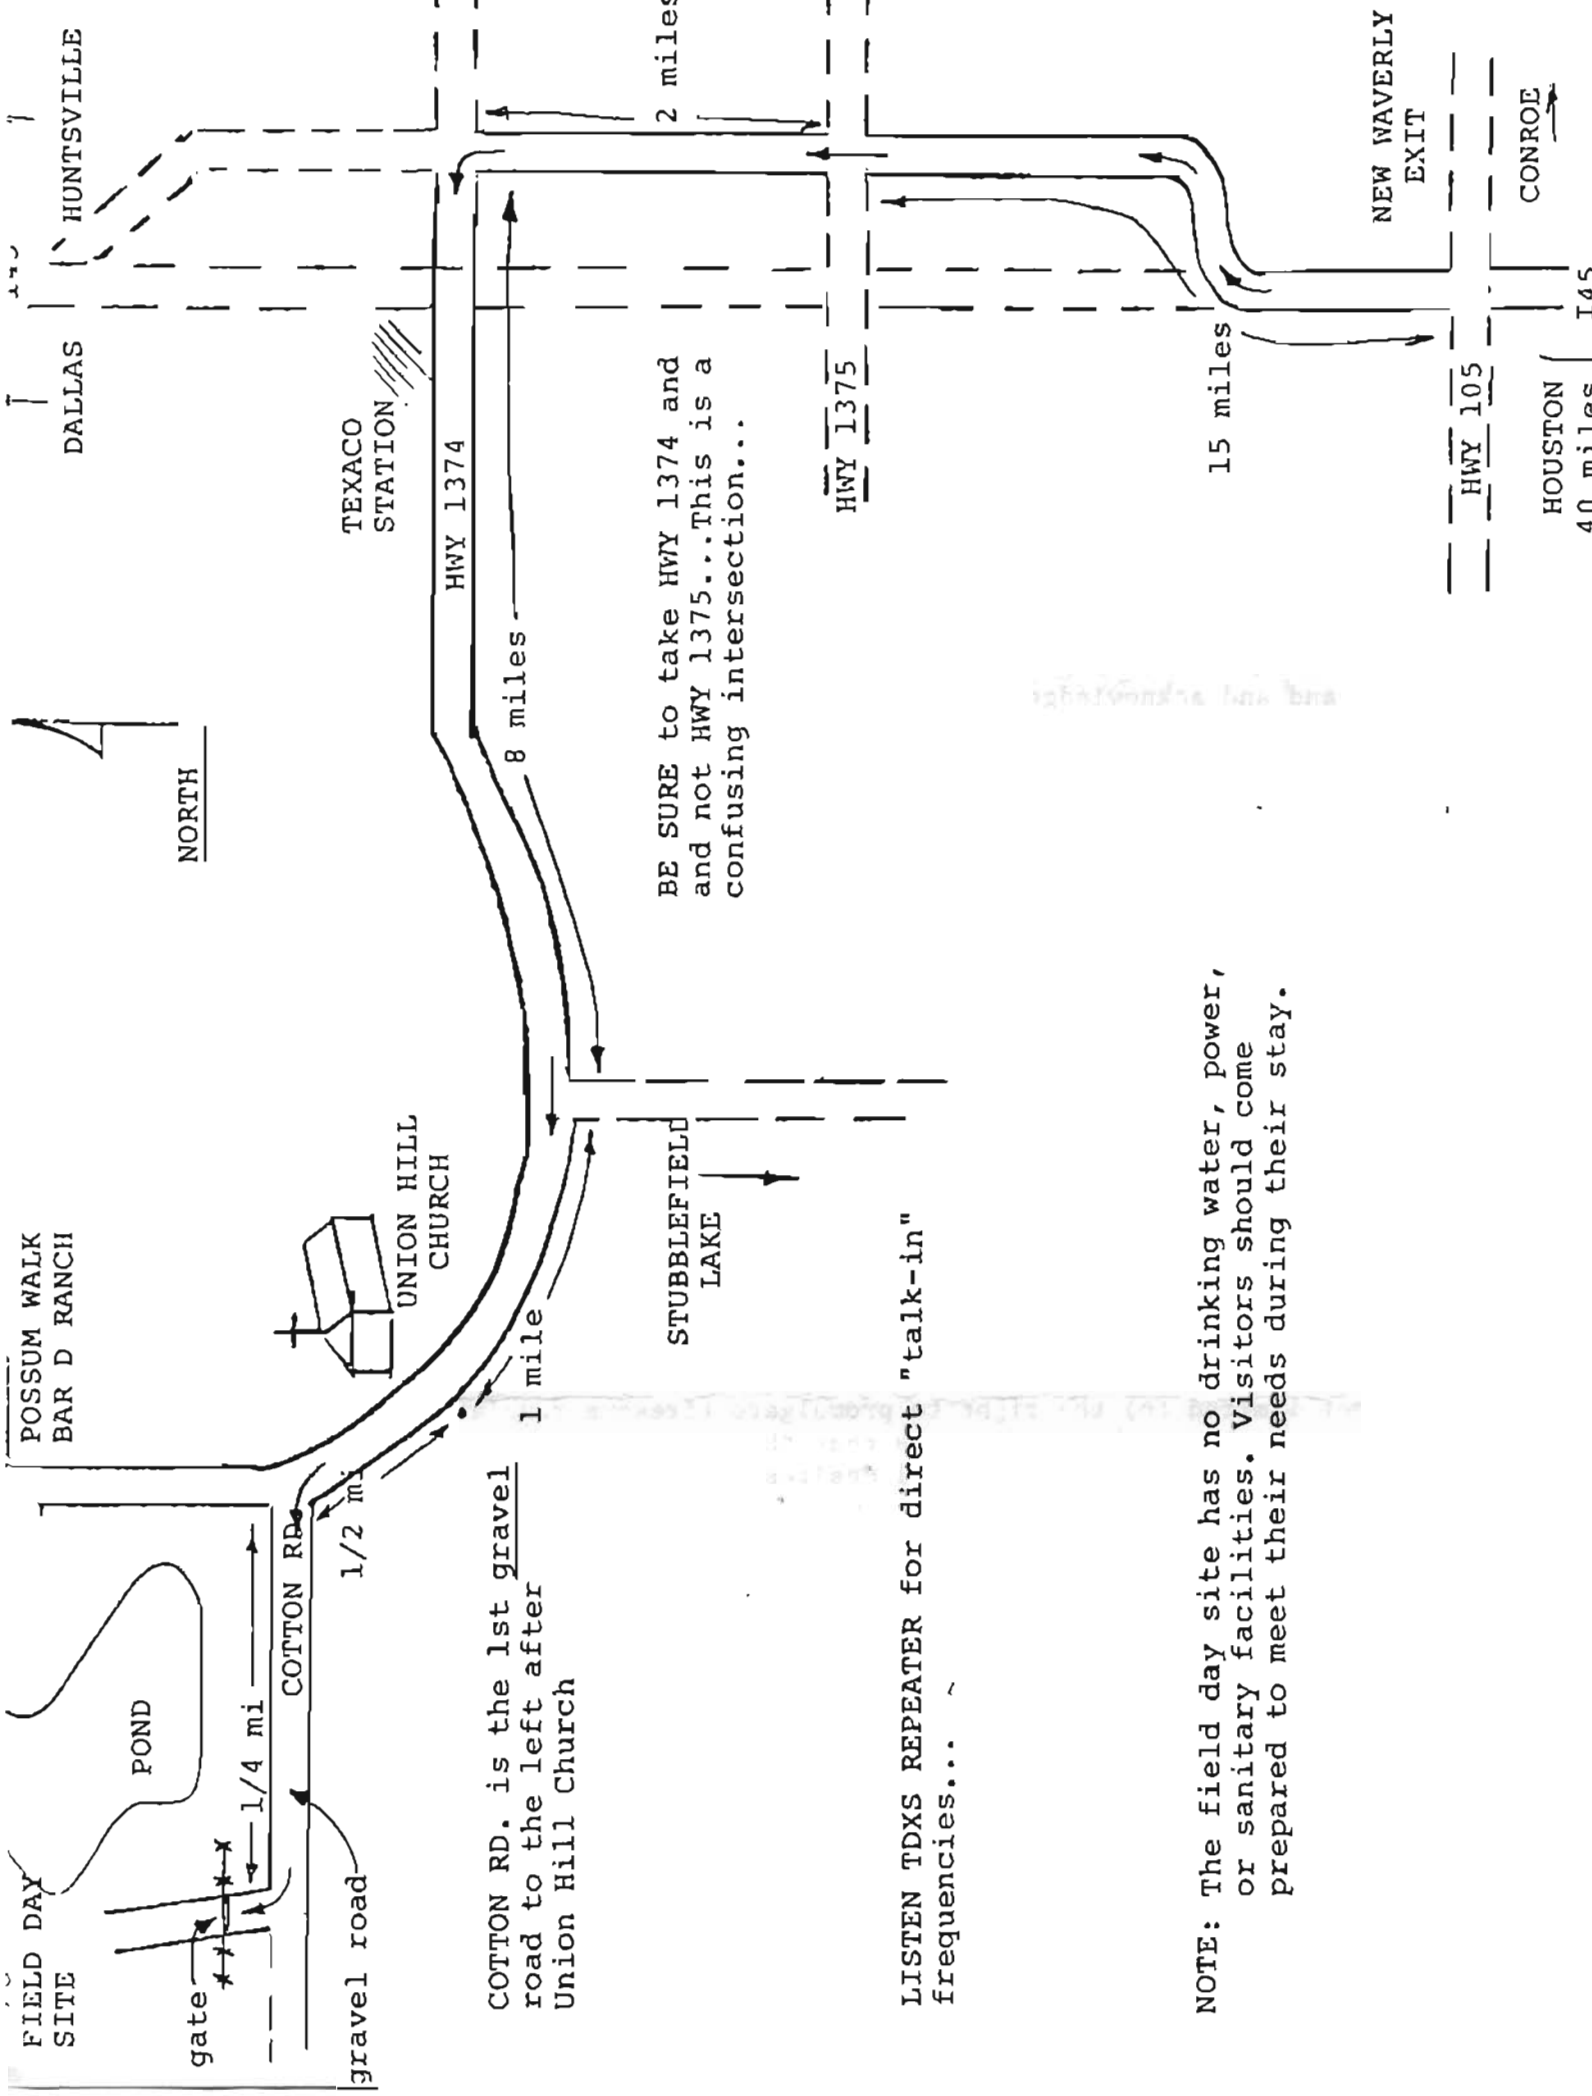 FIELD DAY
SITE
gate
gravel road
POND
1/4 mi
COTTON RD
1/2 mi
POSSUM WALK
BAR D RANCH
UNION HILL
CHURCH
1 mile
STUBBLEFIELD
LAKE
NORTH
8 miles
HWY 1374
TEXACO
STATION
DALLAS
HUNTSVILLE
2 miles
HWY 1375
15 miles
NEW WAVERLY
EXIT
HWY 105
CONROE
HOUSTON
40 miles
I45
COTTON RD. is the 1st gravel
road to the left after
Union Hill Church
BE SURE to take HWY 1374 and
and not HWY 1375...This is a
confusing intersection...
LISTEN TDXS REPEATER for direct "talk-in"
frequencies...
NOTE: The field day site has no drinking water, power,
or sanitary facilities. Visitors should come
prepared to meet their needs during their stay.